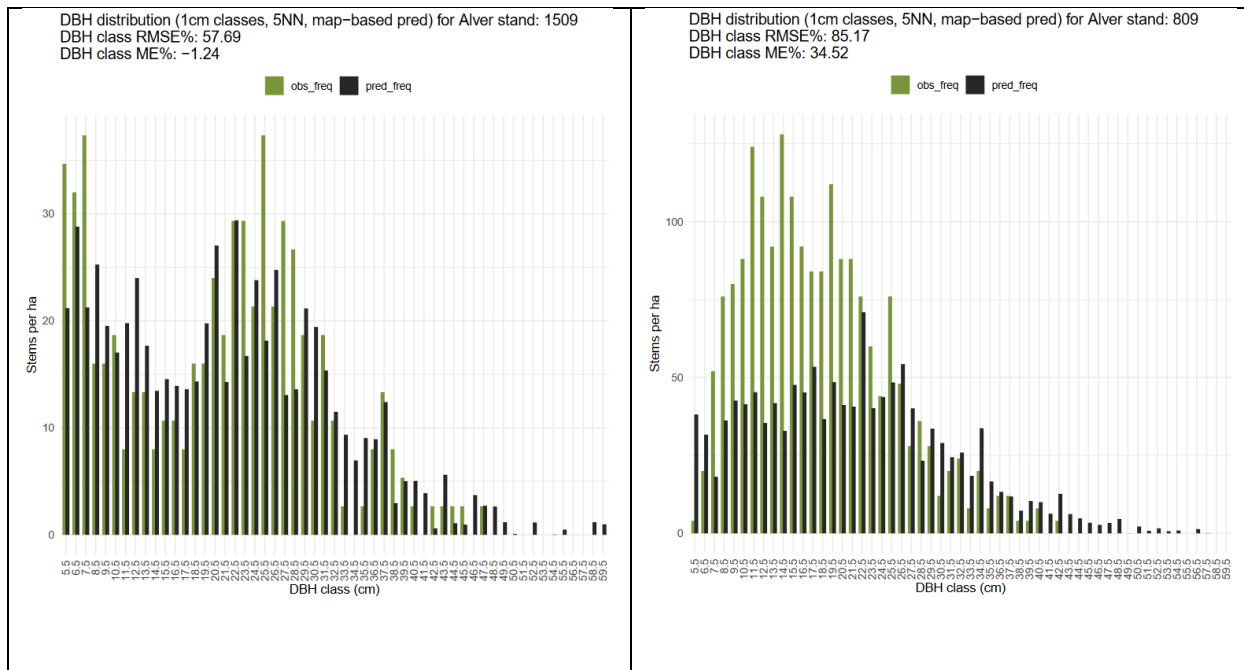 DBH distribution (1cm classes, 5NN, map−based pred) for Alver stand: 1509
DBH class RMSE%: 57.69
DBH class ME%: −1.24
obs_freq pred_freq
Stems per ha
30
20
10
0
5.5 6.5 7.5 8.5 9.5 10.5 11.5 12.5 13.5 14.5 15.5 16.5 17.5 18.5 19.5 20.5 21.5 22.5 23.5 24.5 25.5 26.5 27.5 28.5 29.5 30.5 31.5 32.5 33.5 34.5 35.5 36.5 37.5 38.5 39.5 40.5 41.5 42.5 43.5 44.5 45.5 46.5 47.5 48.5 49.5 50.5 51.5 52.5 53.5 54.5 55.5 56.5 57.5 58.5 59.5
DBH class (cm)
DBH distribution (1cm classes, 5NN, map−based pred) for Alver stand: 809
DBH class RMSE%: 85.17
DBH class ME%: 34.52
obs_freq pred_freq
Stems per ha
100
50
0
5.5 6.5 7.5 8.5 9.5 10.5 11.5 12.5 13.5 14.5 15.5 16.5 17.5 18.5 19.5 20.5 21.5 22.5 23.5 24.5 25.5 26.5 27.5 28.5 29.5 30.5 31.5 32.5 33.5 34.5 35.5 36.5 37.5 38.5 39.5 40.5 41.5 42.5 43.5 44.5 45.5 46.5 47.5 48.5 49.5 50.5 51.5 52.5 53.5 54.5 55.5 56.5 57.5 58.5 59.5
DBH class (cm)